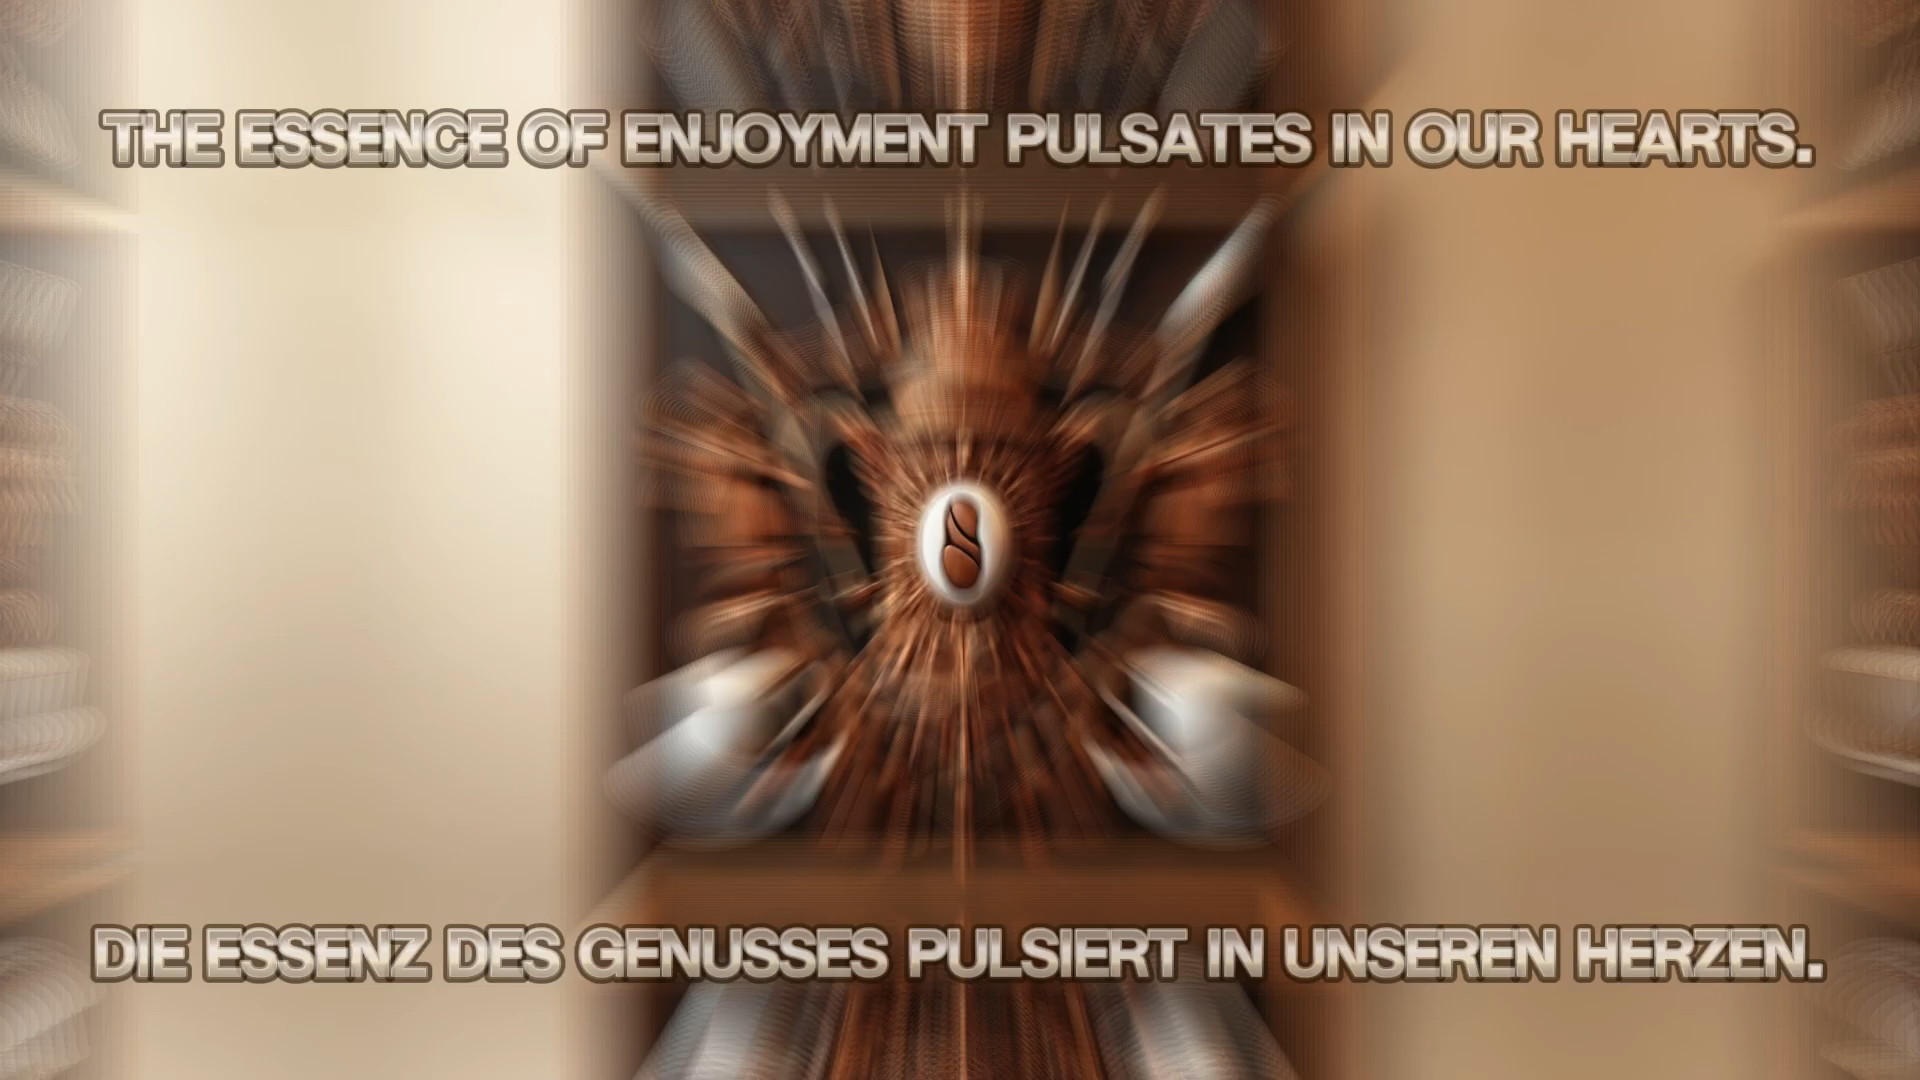 THE ESSENCE OF ENJOYMENT PULSATES IN OUR HEARTS.
DIE ESSENZ DES GENUSSES PULSIERT IN UNSEREN HERZEN.